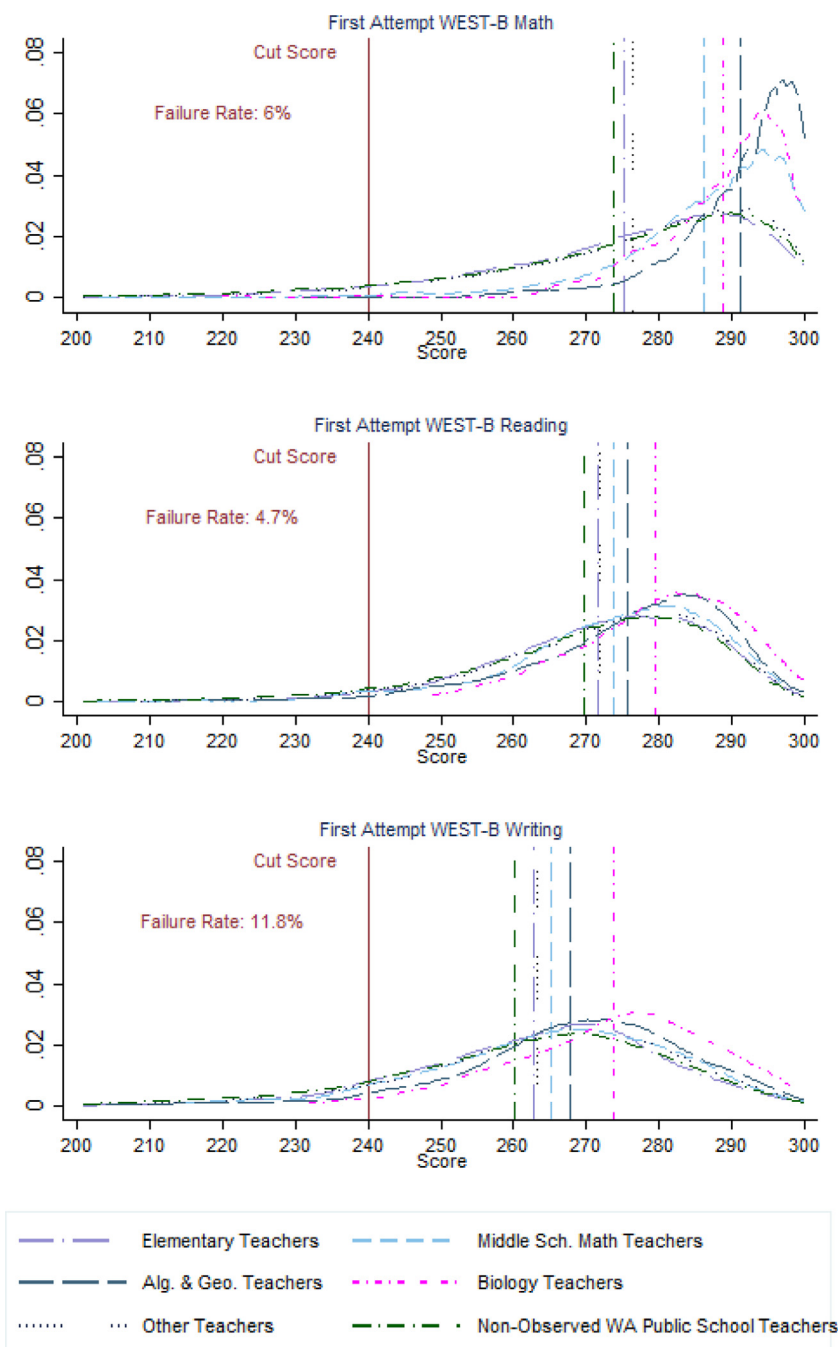 First Attempt WEST-B Math
.08
.06
.04
.02
0
Cut Score
Failure Rate: 6%
200 210 220 230 240 250 260 270 280 290 300
Score
First Attempt WEST-B Reading
.08
.06
.04
.02
0
Cut Score
Failure Rate: 4.7%
200 210 220 230 240 250 260 270 280 290 300
Score
First Attempt WEST-B Writing
.08
.06
.04
.02
0
Cut Score
Failure Rate: 11.8%
200 210 220 230 240 250 260 270 280 290 300
Score
Elementary Teachers Middle Sch. Math Teachers
Alg. & Geo. Teachers Biology Teachers
Other Teachers Non-Observed WA Public School Teachers